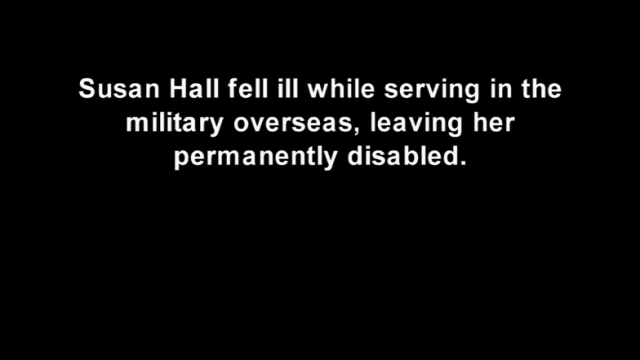 Susan Hall fell ill while serving in the
military overseas, leaving her
permanently disabled.